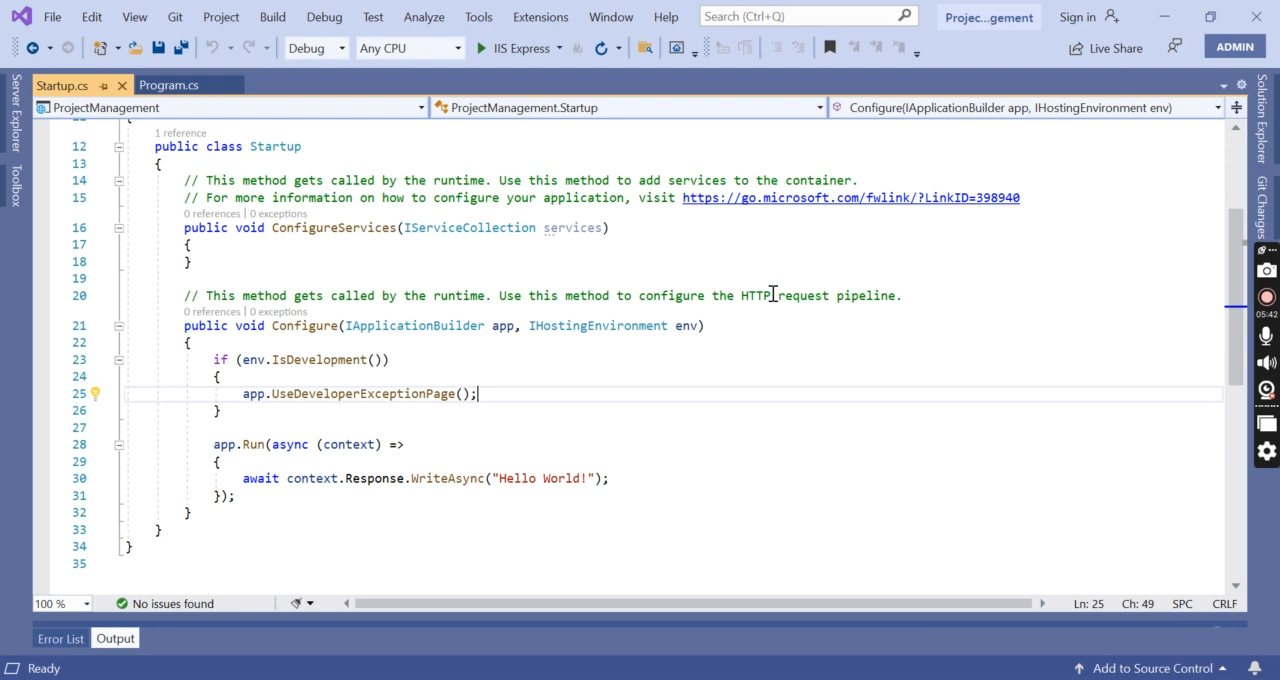 File Edit View Git Project Build Debug Test Analyze Tools Extensions Window Help Search (Ctrl+Q) Projec...gement Sign in
Debug Any CPU IIS Express Live Share ADMIN
Startup.cs Program.cs
ProjectManagement ProjectManagement.Startup Configure(IApplicationBuilder app, IHostingEnvironment env)
Server Explorer
Toolbox
Solution Explorer
Git Changes
{
1 reference
12 public class Startup
13 {
14 // This method gets called by the runtime. Use this method to add services to the container.
15 // For more information on how to configure your application, visit https://go.microsoft.com/fwlink/?LinkID=398940
0 references | 0 exceptions
16 public void ConfigureServices(IServiceCollection services)
17 {
18 }
19
20 // This method gets called by the runtime. Use this method to configure the HTTP request pipeline.
0 references | 0 exceptions
21 public void Configure(IApplicationBuilder app, IHostingEnvironment env)
22 {
23 if (env.IsDevelopment())
24 {
25 app.UseDeveloperExceptionPage();
26 }
27
28 app.Run(async (context) =>
29 {
30 await context.Response.WriteAsync("Hello World!");
31 });
32 }
33 }
34 }
35
05:42
100 % No issues found Ln: 25 Ch: 49 SPC CRLF
Error List Output
Ready Add to Source Control